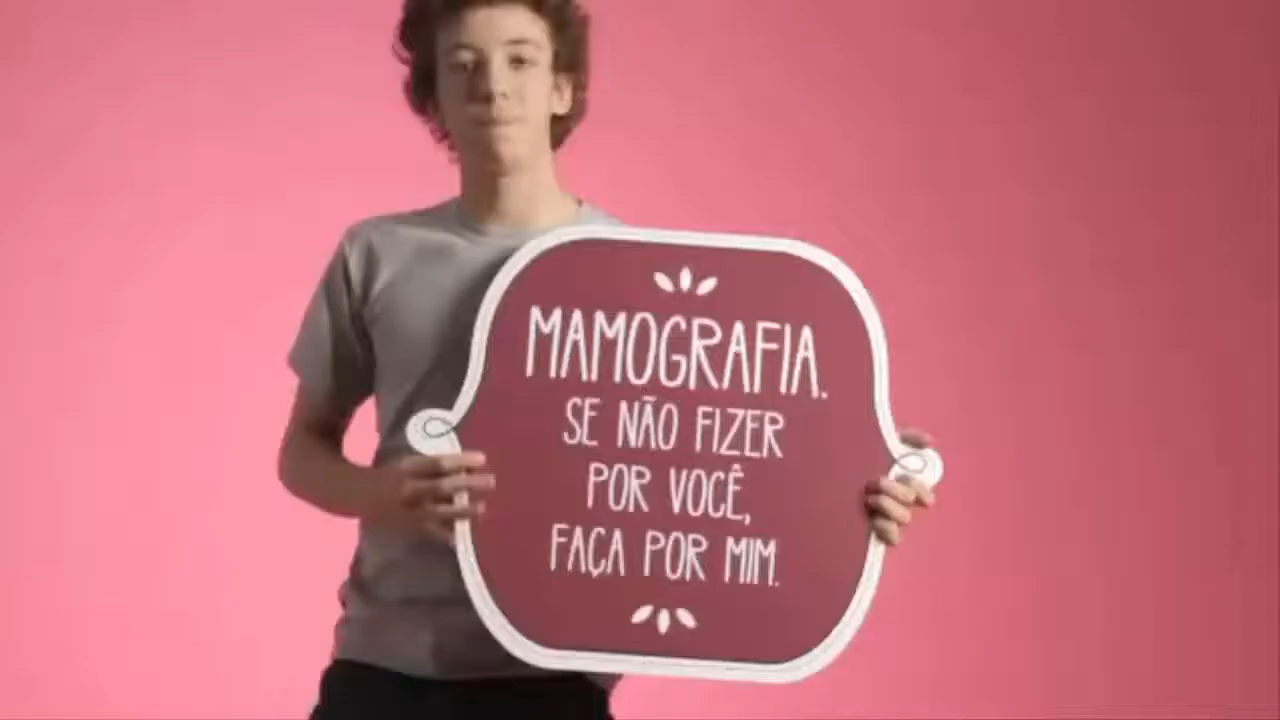 MAMOGRAFIA.
SE NÃO FIZER
POR VOCÊ,
FAÇA POR MIM.